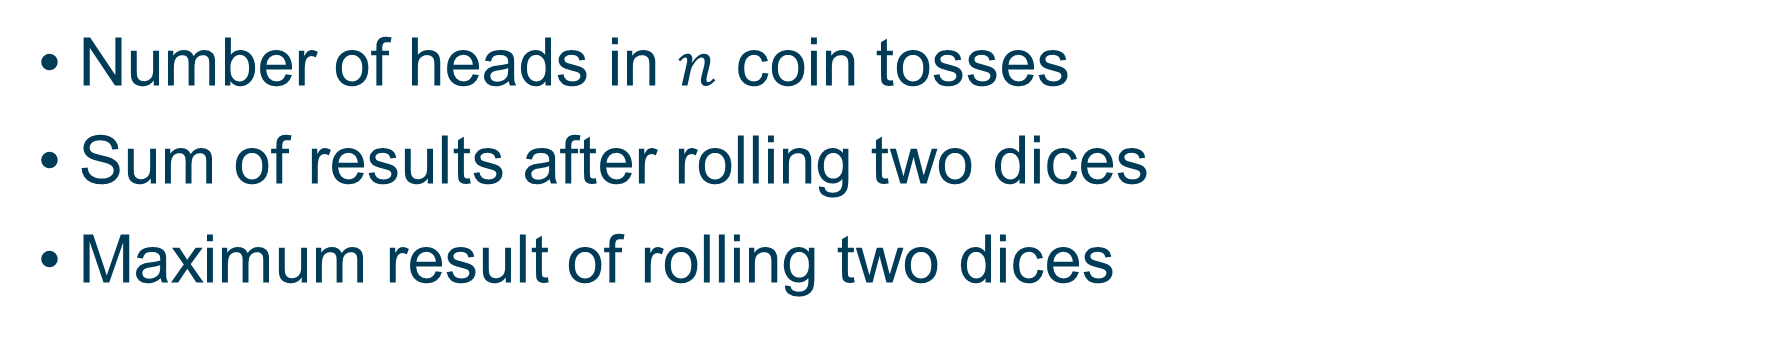 • Number of heads in n coin tosses
• Sum of results after rolling two dices
• Maximum result of rolling two dices